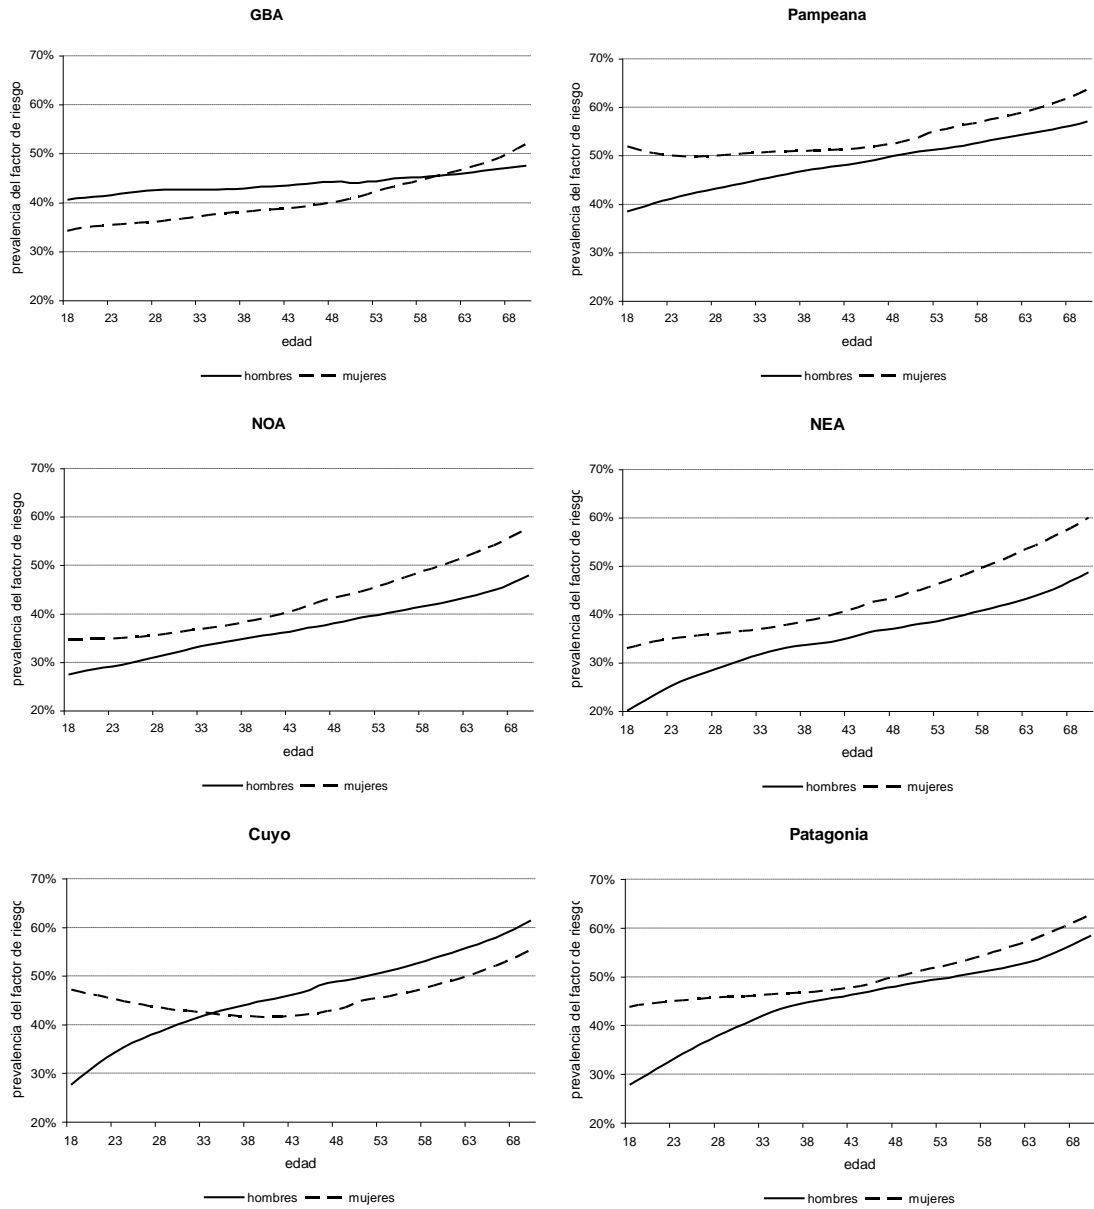 GBA
prevalencia del factor de riesgo
70%
60%
50%
40%
30%
20%
18 23 28 33 38 43 48 53 58 63 68
edad
hombres mujeres
Pampeana
prevalencia del factor de riesgo
70%
60%
50%
40%
30%
20%
18 23 28 33 38 43 48 53 58 63 68
edad
hombres mujeres
NOA
prevalencia del factor de riesgo
70%
60%
50%
40%
30%
20%
18 23 28 33 38 43 48 53 58 63 68
edad
hombres mujeres
NEA
prevalencia del factor de riesgo
70%
60%
50%
40%
30%
20%
18 23 28 33 38 43 48 53 58 63 68
edad
hombres mujeres
Cuyo
prevalencia del factor de riesgo
70%
60%
50%
40%
30%
20%
18 23 28 33 38 43 48 53 58 63 68
edad
hombres mujeres
Patagonia
prevalencia del factor de riesgo
70%
60%
50%
40%
30%
20%
18 23 28 33 38 43 48 53 58 63 68
edad
hombres mujeres